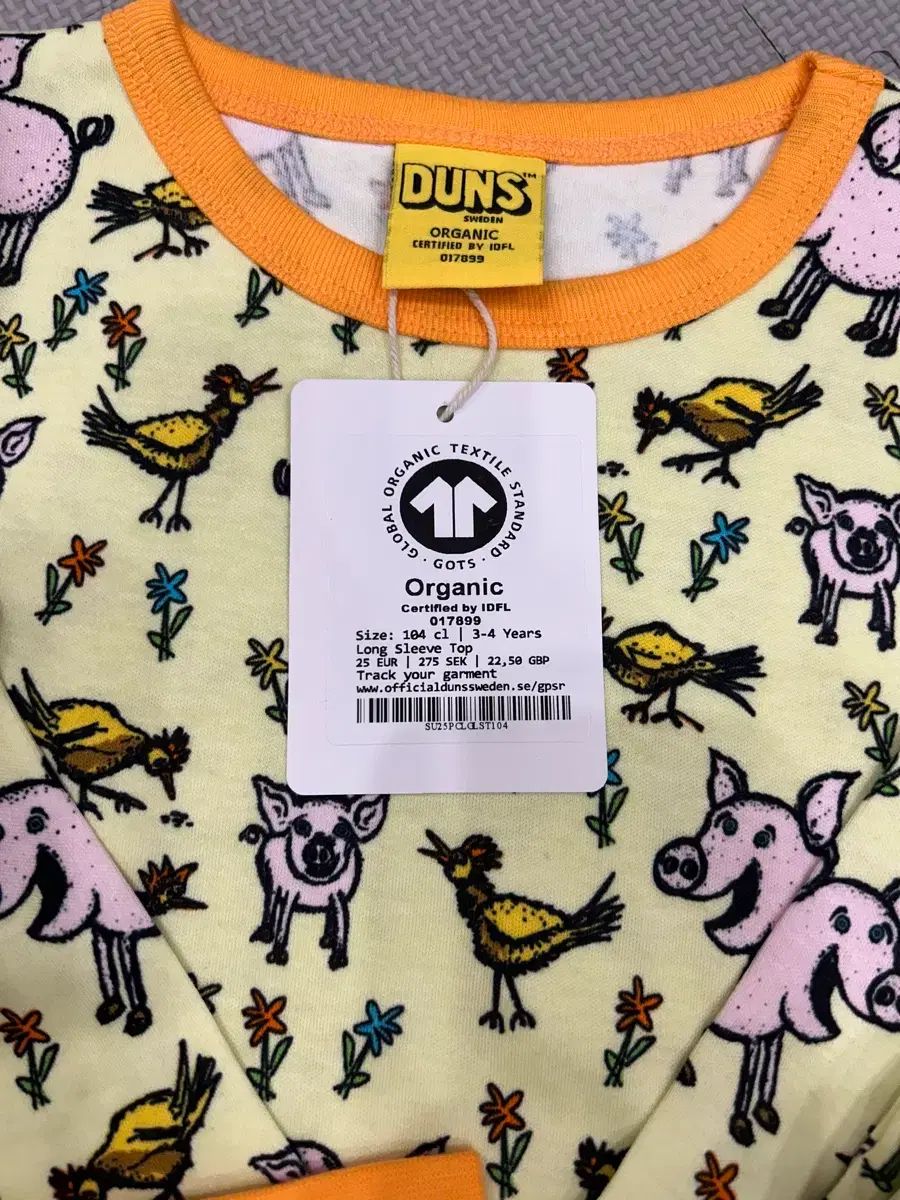 DUNS™
SWEDEN
ORGANIC
CERTIFIED BY IDFL
017899
GLOBAL ORGANIC TEXTILE STANDARD · GOTS ·
Organic
Certified by IDFL
017899
Size: 104 cl | 3-4 Years
Long Sleeve Top
25 EUR | 275 SEK | 22,50 GBP
Track your garment
www.officialdunssweden.se/gpsr
SU25PCLGLST104